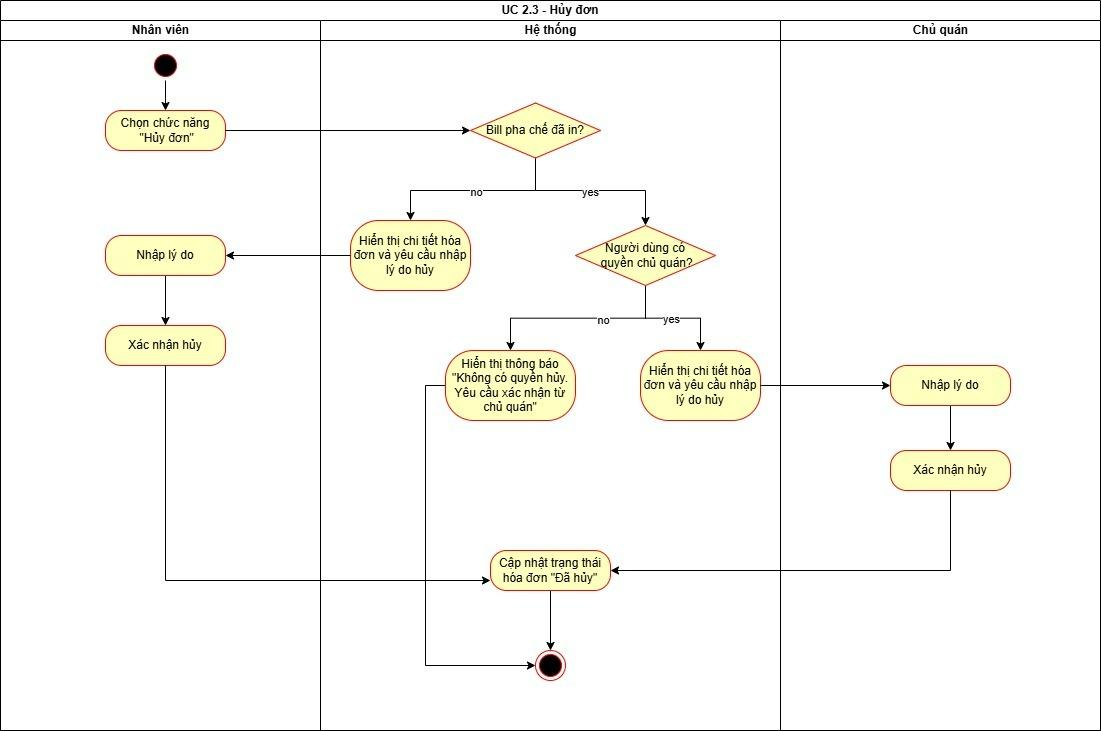 UC 2.3 - Hủy đơn
Nhân viên
Hệ thống
Chủ quán
Chọn chức năng
"Hủy đơn"
Bill pha chế đã in?
no
yes
Nhập lý do
Hiển thị chi tiết hóa
đơn và yêu cầu nhập
lý do hủy
Người dùng có
quyền chủ quán?
no
yes
Xác nhận hủy
Hiển thị thông báo
"Không có quyền hủy.
Yêu cầu xác nhận từ
chủ quán"
Hiển thị chi tiết hóa
đơn và yêu cầu nhập
lý do hủy
Nhập lý do
Xác nhận hủy
Cập nhật trạng thái
hóa đơn "Đã hủy"